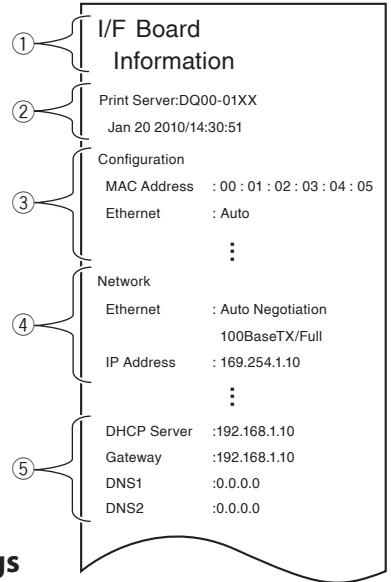 I/F Board
Information
① 
② Print Server:DQ00-01XX
Jan 20 2010/14:30:51
③ Configuration
MAC Address : 00 : 01 : 02 : 03 : 04 : 05
Ethernet : Auto
⋮
④ Network
Ethernet : Auto Negotiation
100BaseTX/Full
IP Address : 169.254.1.10
⋮
⑤ DHCP Server :192.168.1.10
Gateway :192.168.1.10
DNS1 :0.0.0.0
DNS2 :0.0.0.0
gs